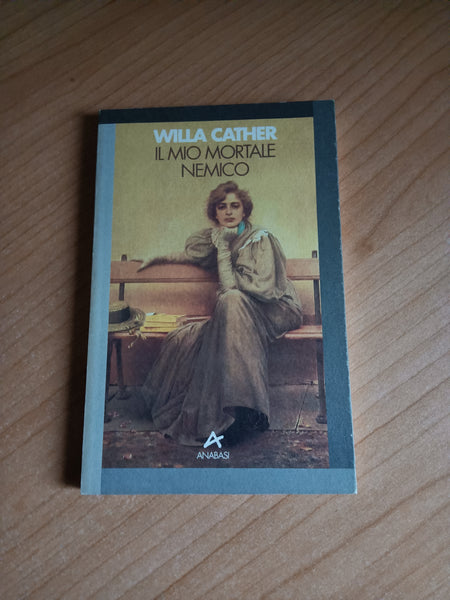 WILLA CATHER
IL MIO MORTALE
NEMICO
ANABASI